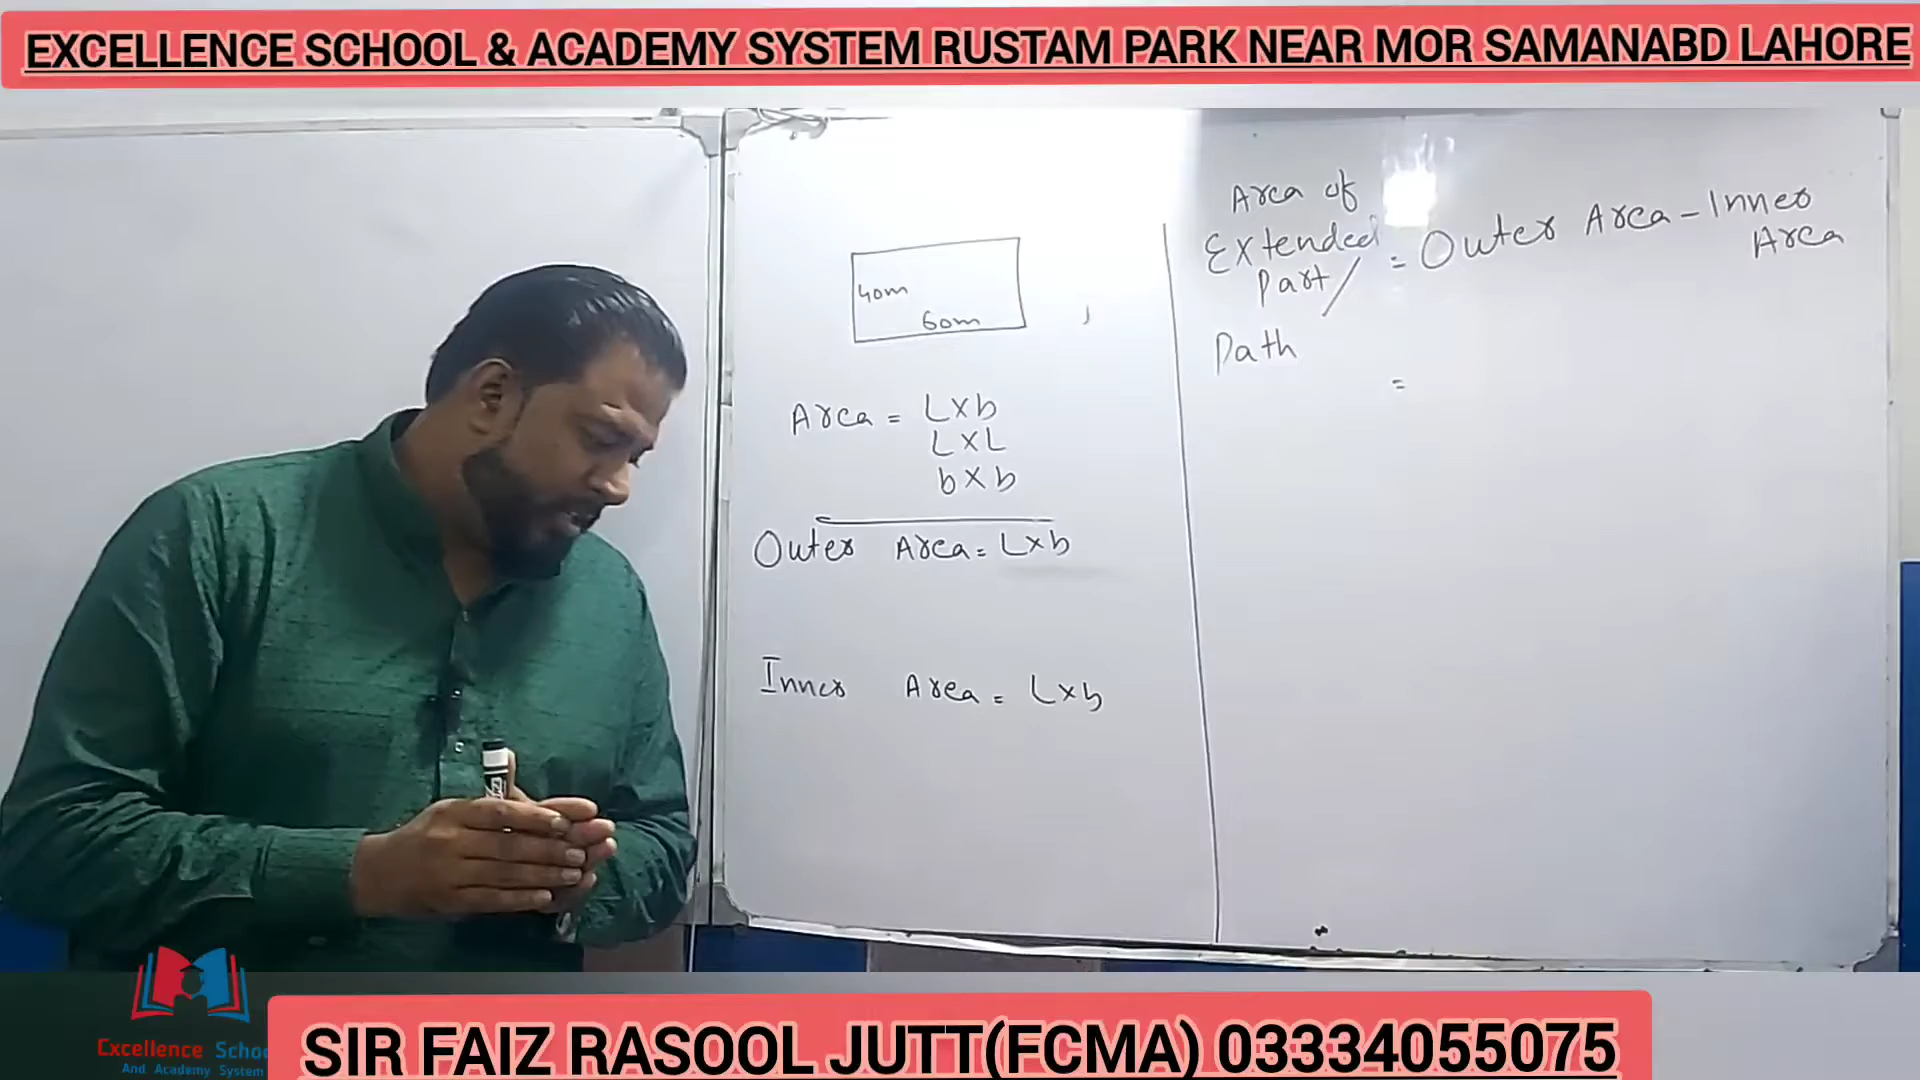 EXCELLENCE SCHOOL & ACADEMY SYSTEM RUSTAM PARK NEAR MOR SAMANABD LAHORE
40m
60m
Area = L×b
L×L
b×b
Outer Area = L×b
Inner Area = L×b
Area of
Extended = Outer Area - Inner
Part/ Area
Path
=
Excellence Schoo
And Academy System
SIR FAIZ RASOOL JUTT(FCMA) 03334055075